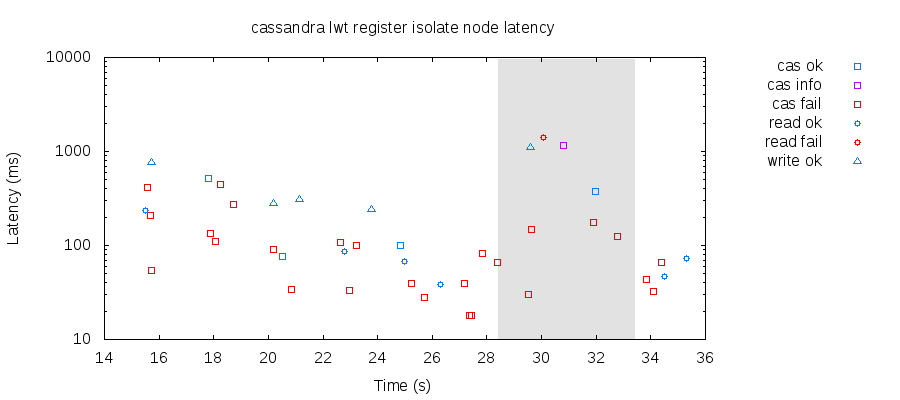 cassandra lwt register isolate node latency
10000
1000
100
10
Latency (ms)
14 16 18 20 22 24 26 28 30 32 34 36
Time (s)
cas ok
cas info
cas fail
read ok
read fail
write ok